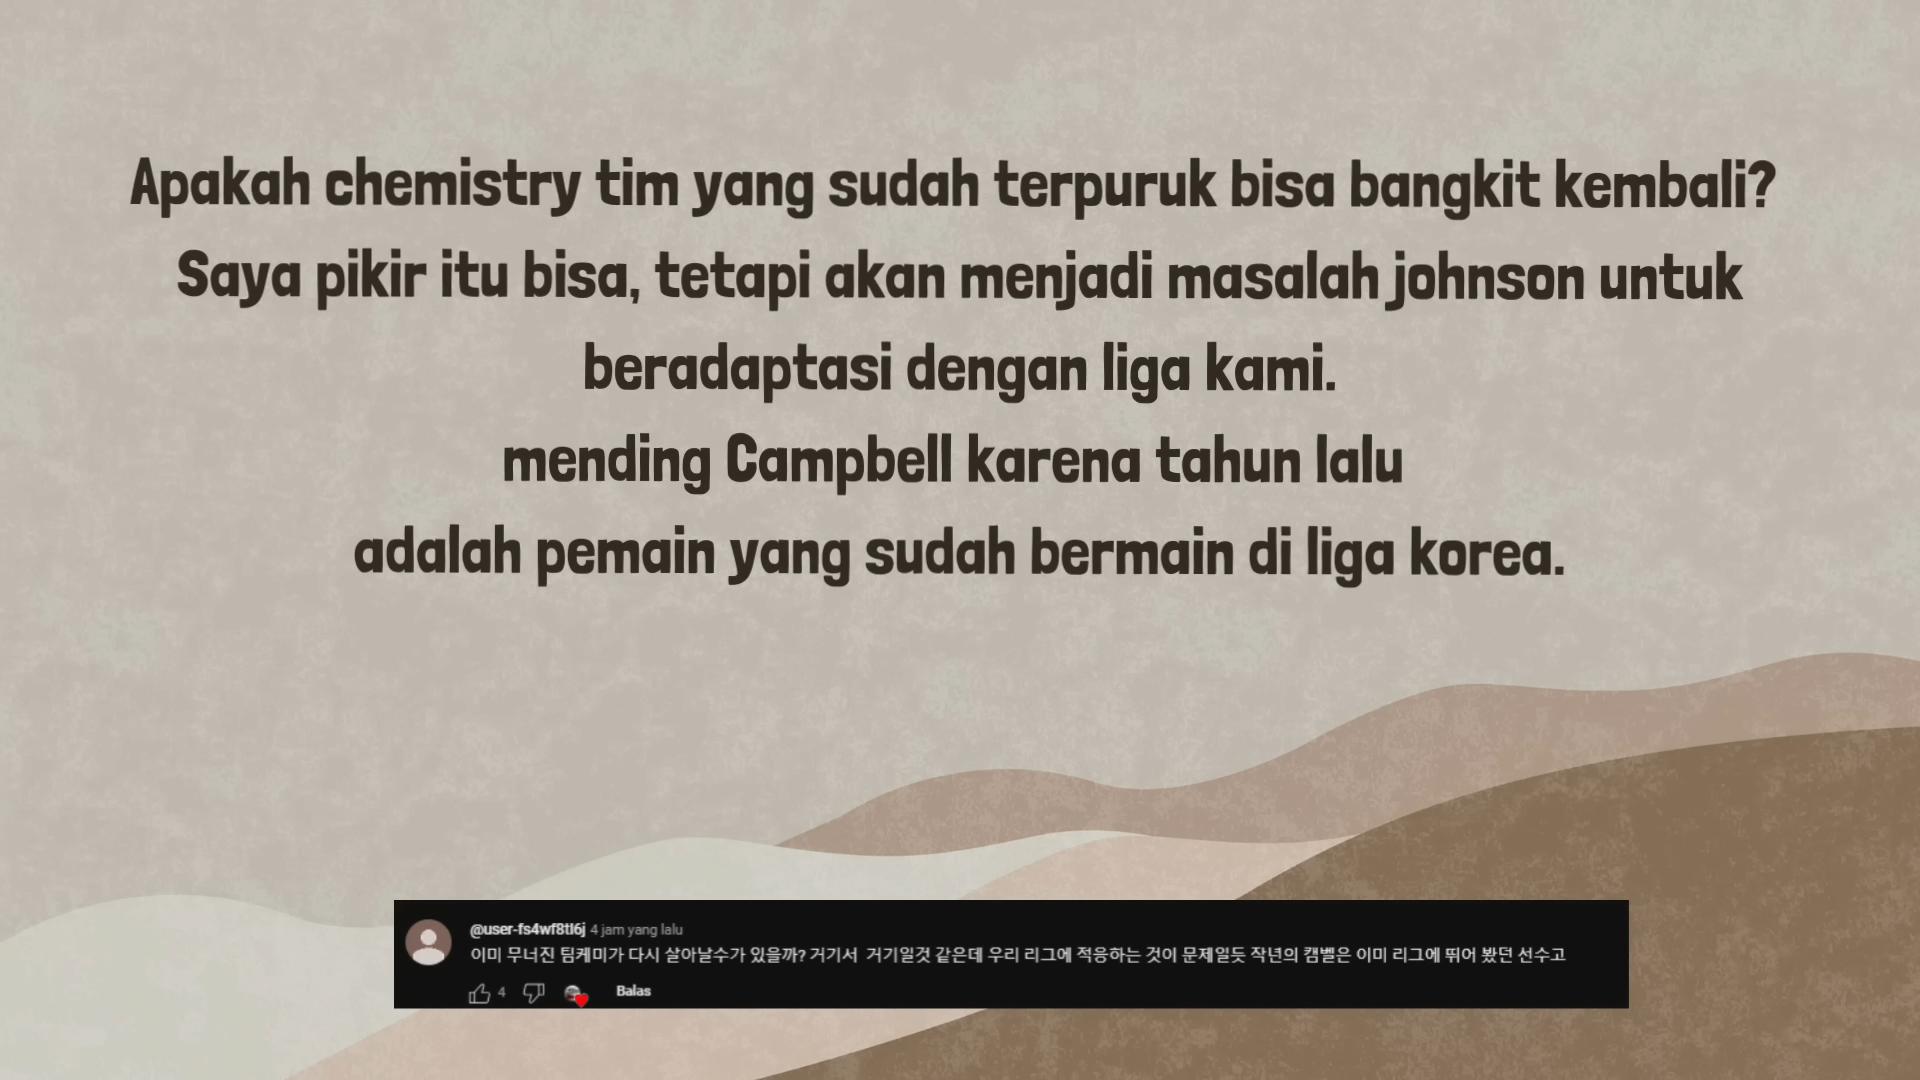 Apakah chemistry tim yang sudah terpuruk bisa bangkit kembali?
Saya pikir itu bisa, tetapi akan menjadi masalah johnson untuk
beradaptasi dengan liga kami.
mending Campbell karena tahun lalu
adalah pemain yang sudah bermain di liga korea.
@user-fs4wf8tl6j 4 jam yang lalu
이미 무너진 팀케미가 다시 살아날수가 있을까? 거기서 거기일것 같은데 우리 리그에 적응하는 것이 문제일듯 작년의 캠벨은 이미 리그에 뛰어 봤던 선수고
4 Balas